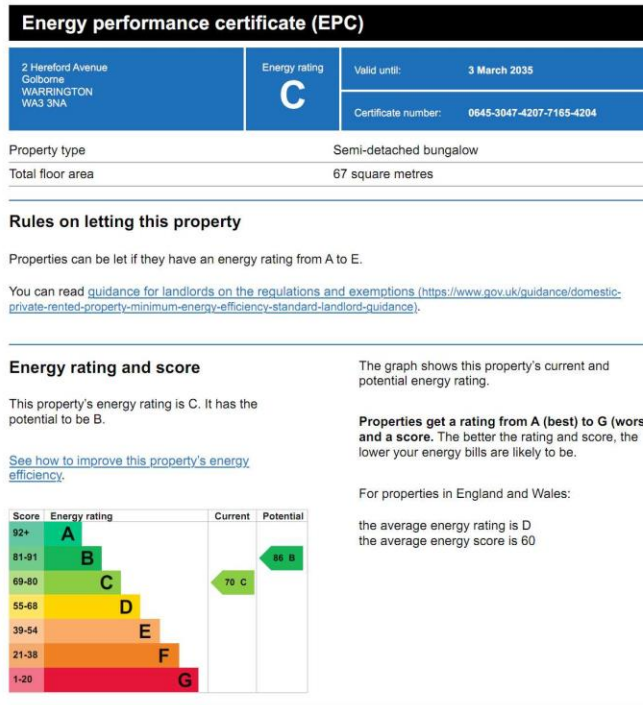 Energy performance certificate (EPC)
2 Hereford Avenue
Golborne
WARRINGTON
WA3 3NA
Energy rating
C
Valid until: 3 March 2035
Certificate number: 0645-3047-4207-7165-4204
Property type Semi-detached bungalow
Total floor area 67 square metres
Rules on letting this property
Properties can be let if they have an energy rating from A to E.
You can read guidance for landlords on the regulations and exemptions (https://www.gov.uk/guidance/domestic-
private-rented-property-minimum-energy-efficiency-standard-landlord-guidance).
Energy rating and score
This property's energy rating is C. It has the
potential to be B.
See how to improve this property's energy
efficiency.
Score Energy rating Current Potential
92+ A
81-91 B 86 B
69-80 C 70 C
55-68 D
39-54 E
21-38 F
1-20 G
The graph shows this property's current and
potential energy rating.
Properties get a rating from A (best) to G (wors
and a score. The better the rating and score, the
lower your energy bills are likely to be.
For properties in England and Wales:
the average energy rating is D
the average energy score is 60